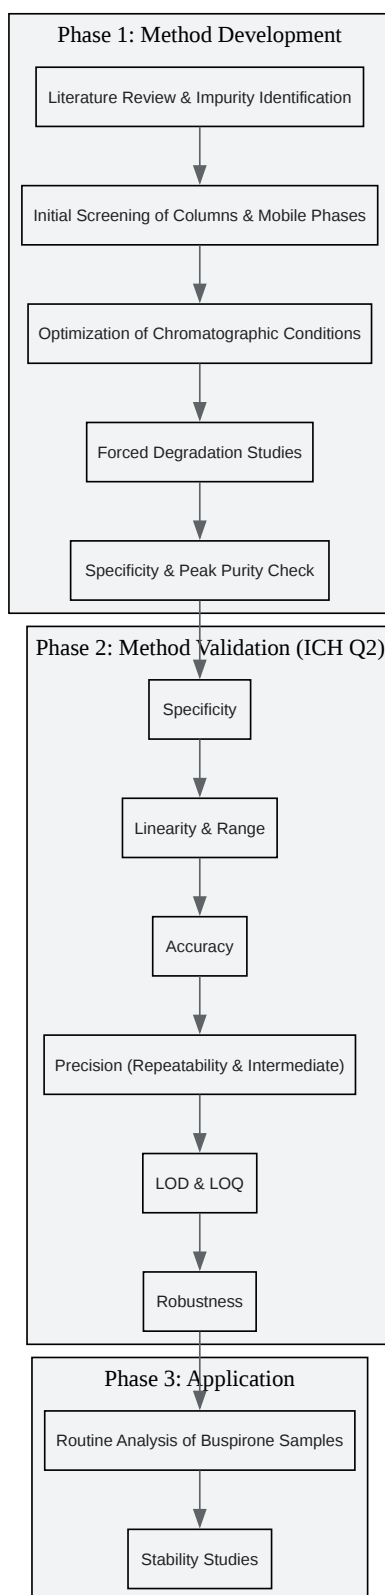 Phase 1: Method Development
Literature Review & Impurity Identification
Initial Screening of Columns & Mobile Phases
Optimization of Chromatographic Conditions
Forced Degradation Studies
Specificity & Peak Purity Check
Phase 2: Method Validation (ICH Q2)
Specificity
Linearity & Range
Accuracy
Precision (Repeatability & Intermediate)
LOD & LOQ
Robustness
Phase 3: Application
Routine Analysis of Buspirone Samples
Stability Studies